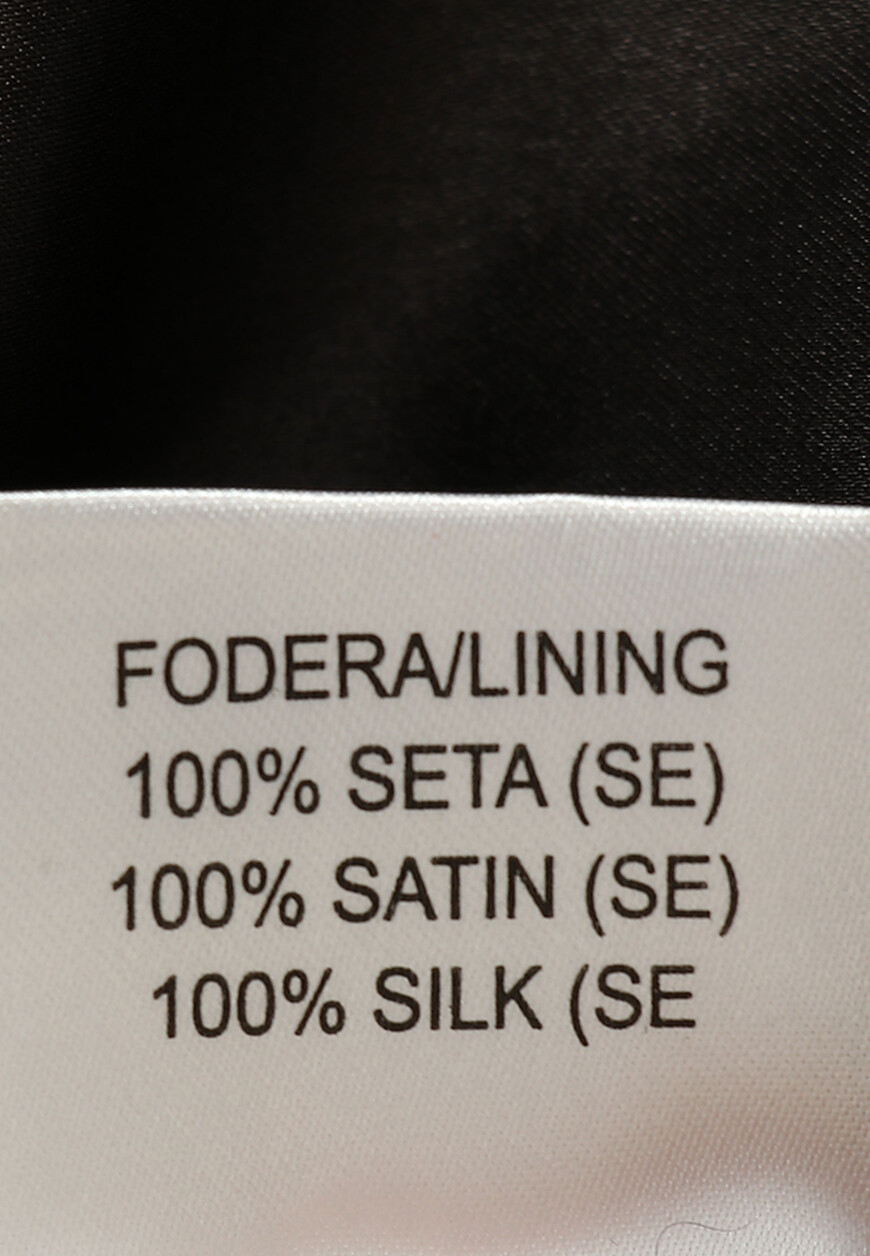 FODERA/LINING
100% SETA (SE)
100% SATIN (SE)
100% SILK (SE